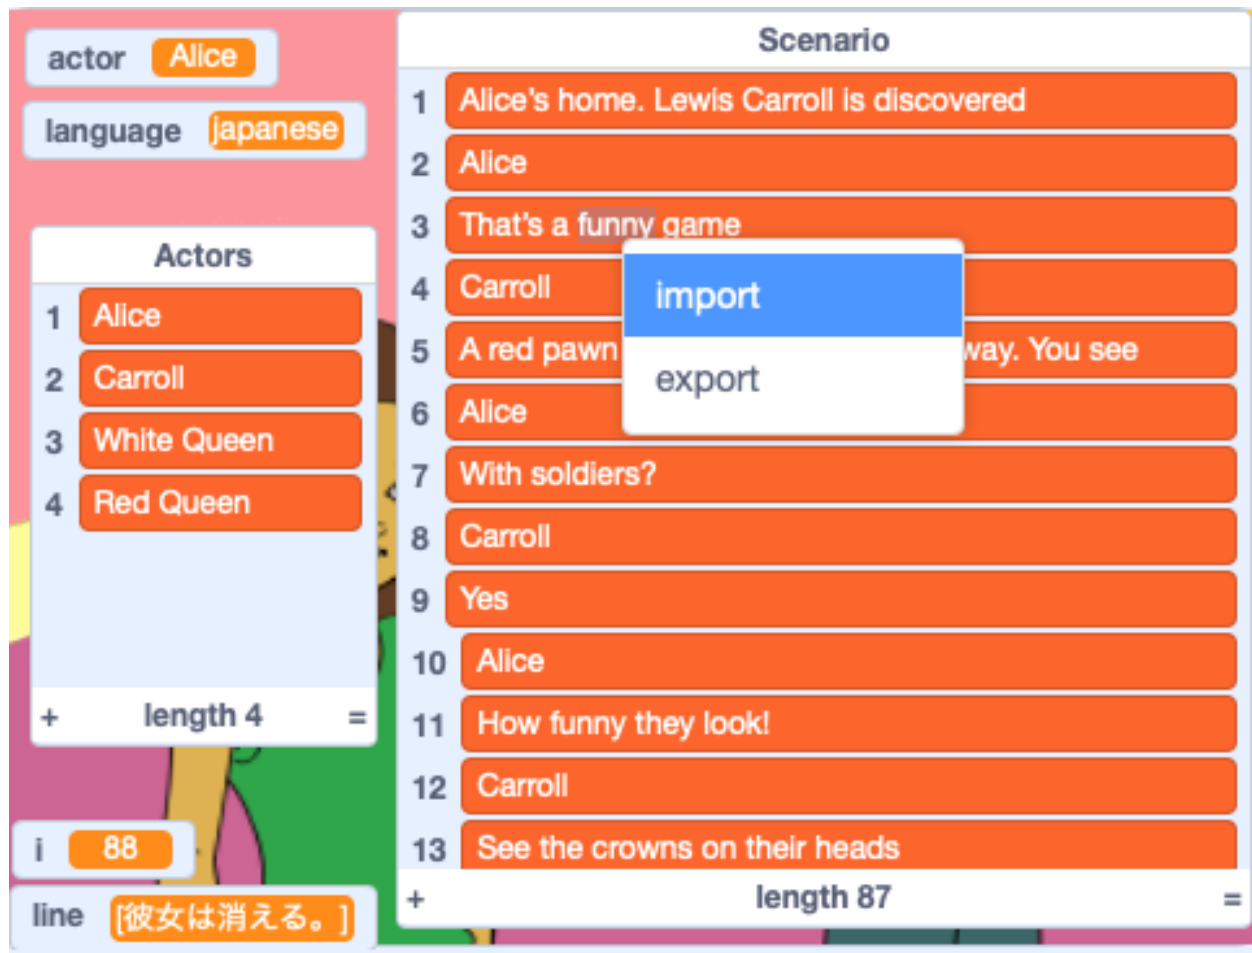 actor Alice
language japanese
Actors
1 Alice
2 Carroll
3 White Queen
4 Red Queen
+ length 4 =
i 88
line [彼女は消える。]
Scenario
1 Alice's home. Lewis Carroll is discovered
2 Alice
3 That's a funny game
4 Carroll
5 A red pawn way. You see
6 Alice
7 With soldiers?
8 Carroll
9 Yes
10 Alice
11 How funny they look!
12 Carroll
13 See the crowns on their heads
+ length 87 =
import
export